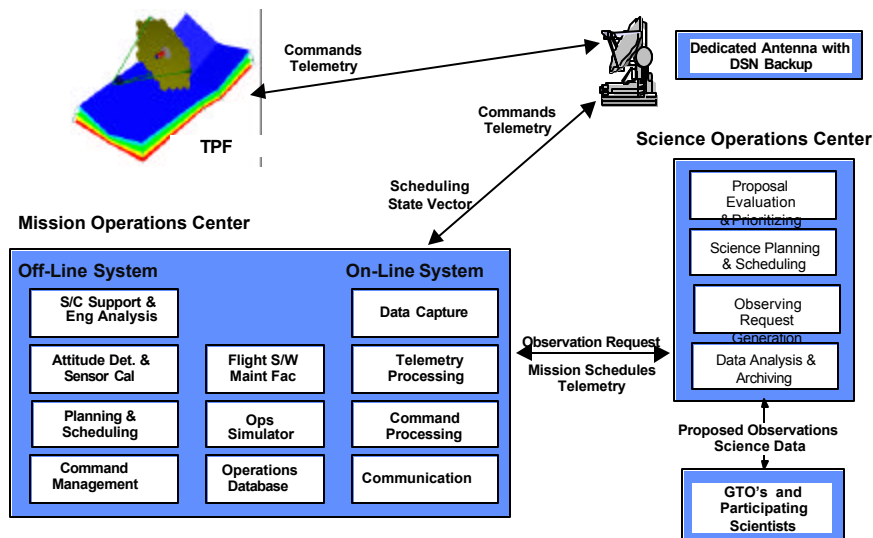 Commands
Telemetry
Dedicated Antenna with
DSN Backup
TPF
Commands
Telemetry
Scheduling
State Vector
Science Operations Center
Proposal
Evaluation
& Prioritizing
Science Planning
& Scheduling
Observing
Request
Generation
Data Analysis &
Archiving
Mission Operations Center
Off-Line System
On-Line System
S/C Support &
Eng Analysis
Data Capture
Attitude Det. &
Sensor Cal
Flight S/W
Maint Fac
Telemetry
Processing
Planning &
Scheduling
Ops
Simulator
Command
Processing
Command
Management
Operations
Database
Communication
Observation Request
Mission Schedules
Telemetry
Proposed Observations
Science Data
GTO's and
Participating
Scientists